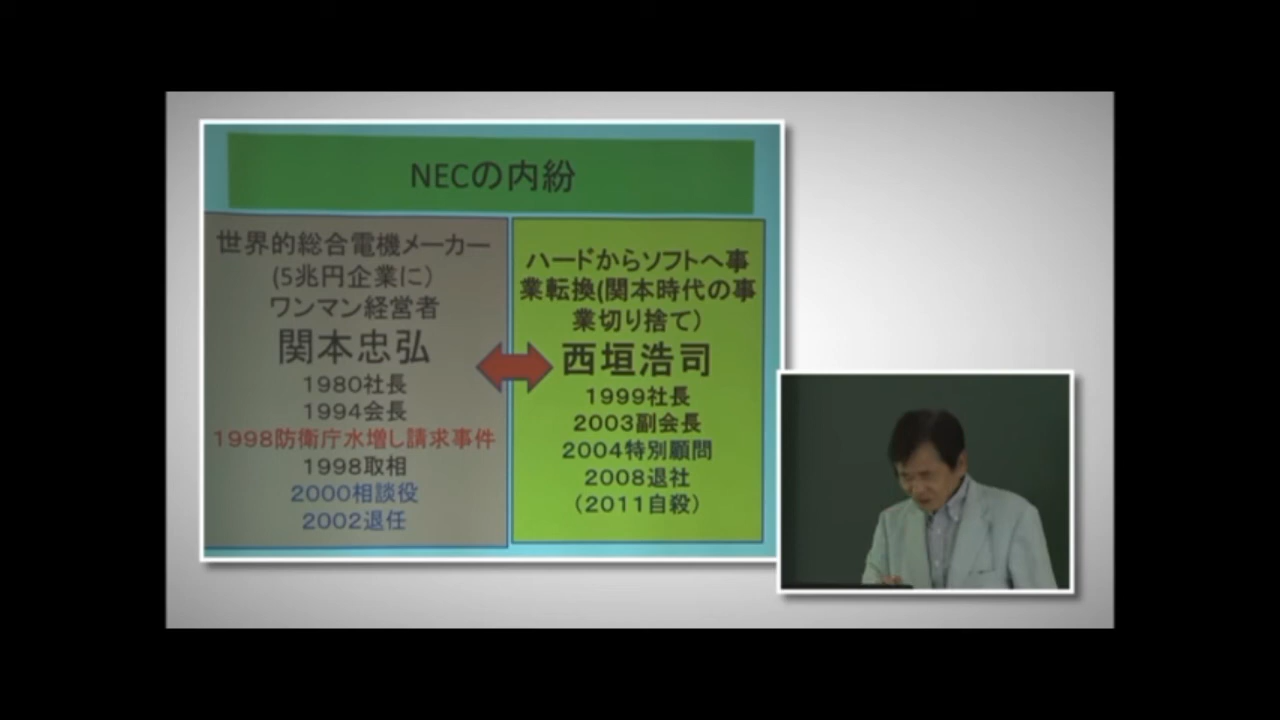 NECの内紛
世界的総合電機メーカー
(5兆円企業に)
ワンマン経営者
関本忠弘
1980社長
1994会長
1998防衛庁水増し請求事件
1998取相
2000相談役
2002退任
ハードからソフトへ事
業転換(関本時代の事
業切り捨て)
西垣浩司
1999社長
2003副会長
2004特別顧問
2008退社
(2011自殺)